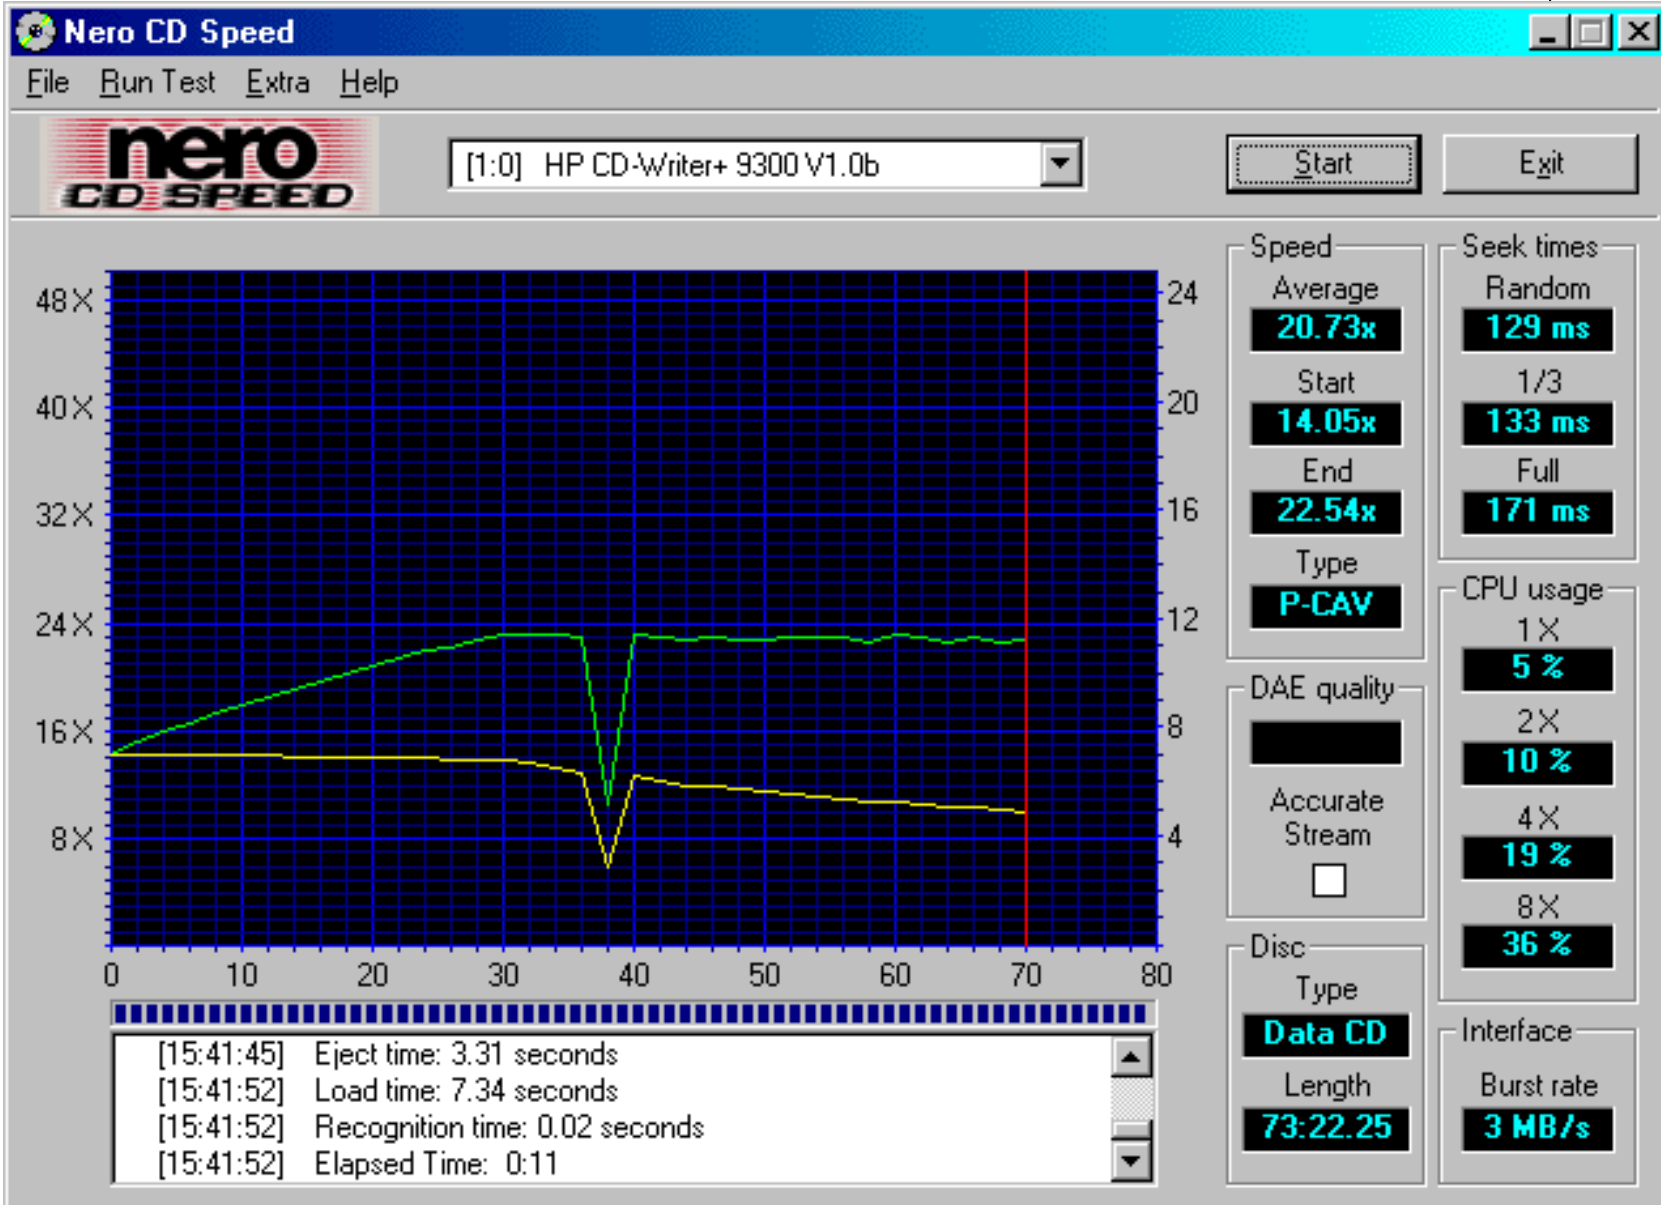 Nero CD Speed
File Run Test Extra Help
nero
CD SPEED
[1:0] HP CD-Writer+ 9300 V1.0b
Start
Exit
48X
40X
32X
24X
16X
8X
24
20
16
12
8
4
0 10 20 30 40 50 60 70 80
Speed
Average
20.73x
Start
14.05x
End
22.54x
Type
P-CAV
Seek times
Random
129 ms
1/3
133 ms
Full
171 ms
DAE quality
Accurate
Stream
CPU usage
1X
5 %
2X
10 %
4X
19 %
8X
36 %
Disc
Type
Data CD
Length
73:22.25
Interface
Burst rate
3 MB/s
[15:41:45] Eject time: 3.31 seconds
[15:41:52] Load time: 7.34 seconds
[15:41:52] Recognition time: 0.02 seconds
[15:41:52] Elapsed Time: 0:11